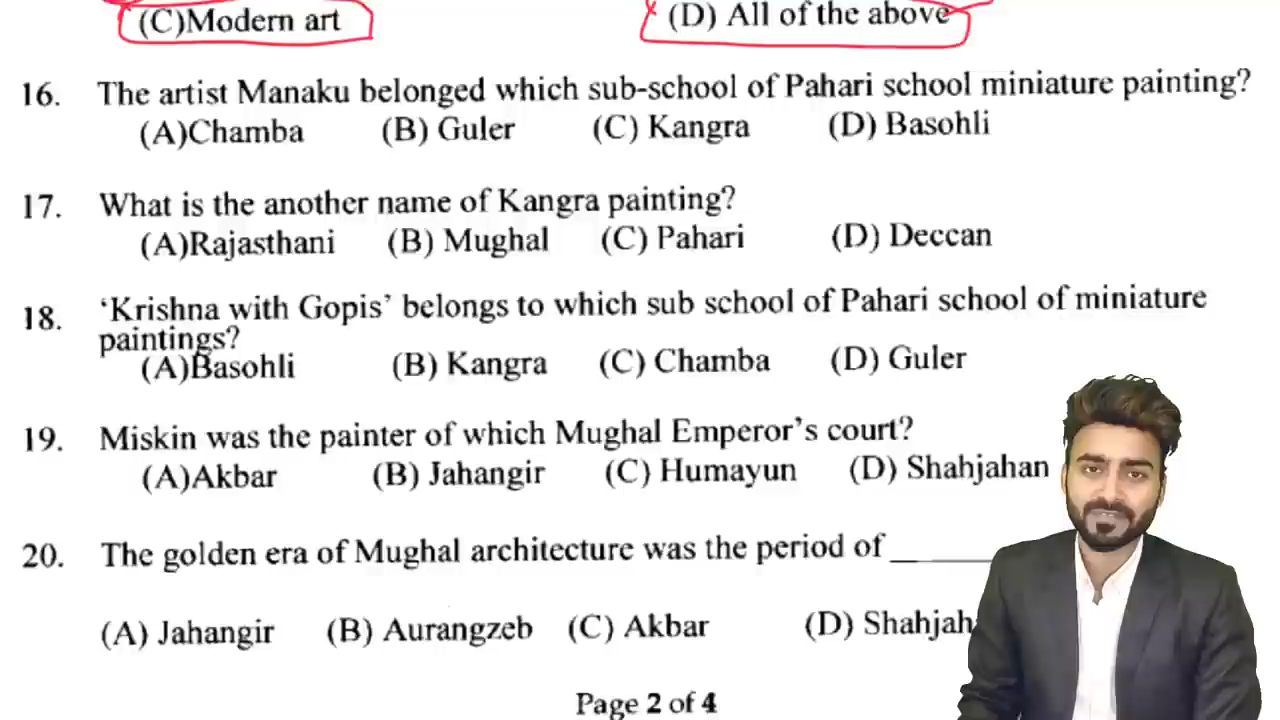 (C)Modern art (D) All of the above
16. The artist Manaku belonged which sub-school of Pahari school miniature painting?
(A)Chamba (B) Guler (C) Kangra (D) Basohli
17. What is the another name of Kangra painting?
(A)Rajasthani (B) Mughal (C) Pahari (D) Deccan
18. ‘Krishna with Gopis’ belongs to which sub school of Pahari school of miniature
paintings?
(A)Basohli (B) Kangra (C) Chamba (D) Guler
19. Miskin was the painter of which Mughal Emperor’s court?
(A)Akbar (B) Jahangir (C) Humayun (D) Shahjahan
20. The golden era of Mughal architecture was the period of ______
(A) Jahangir (B) Aurangzeb (C) Akbar (D) Shahjah
Page 2 of 4